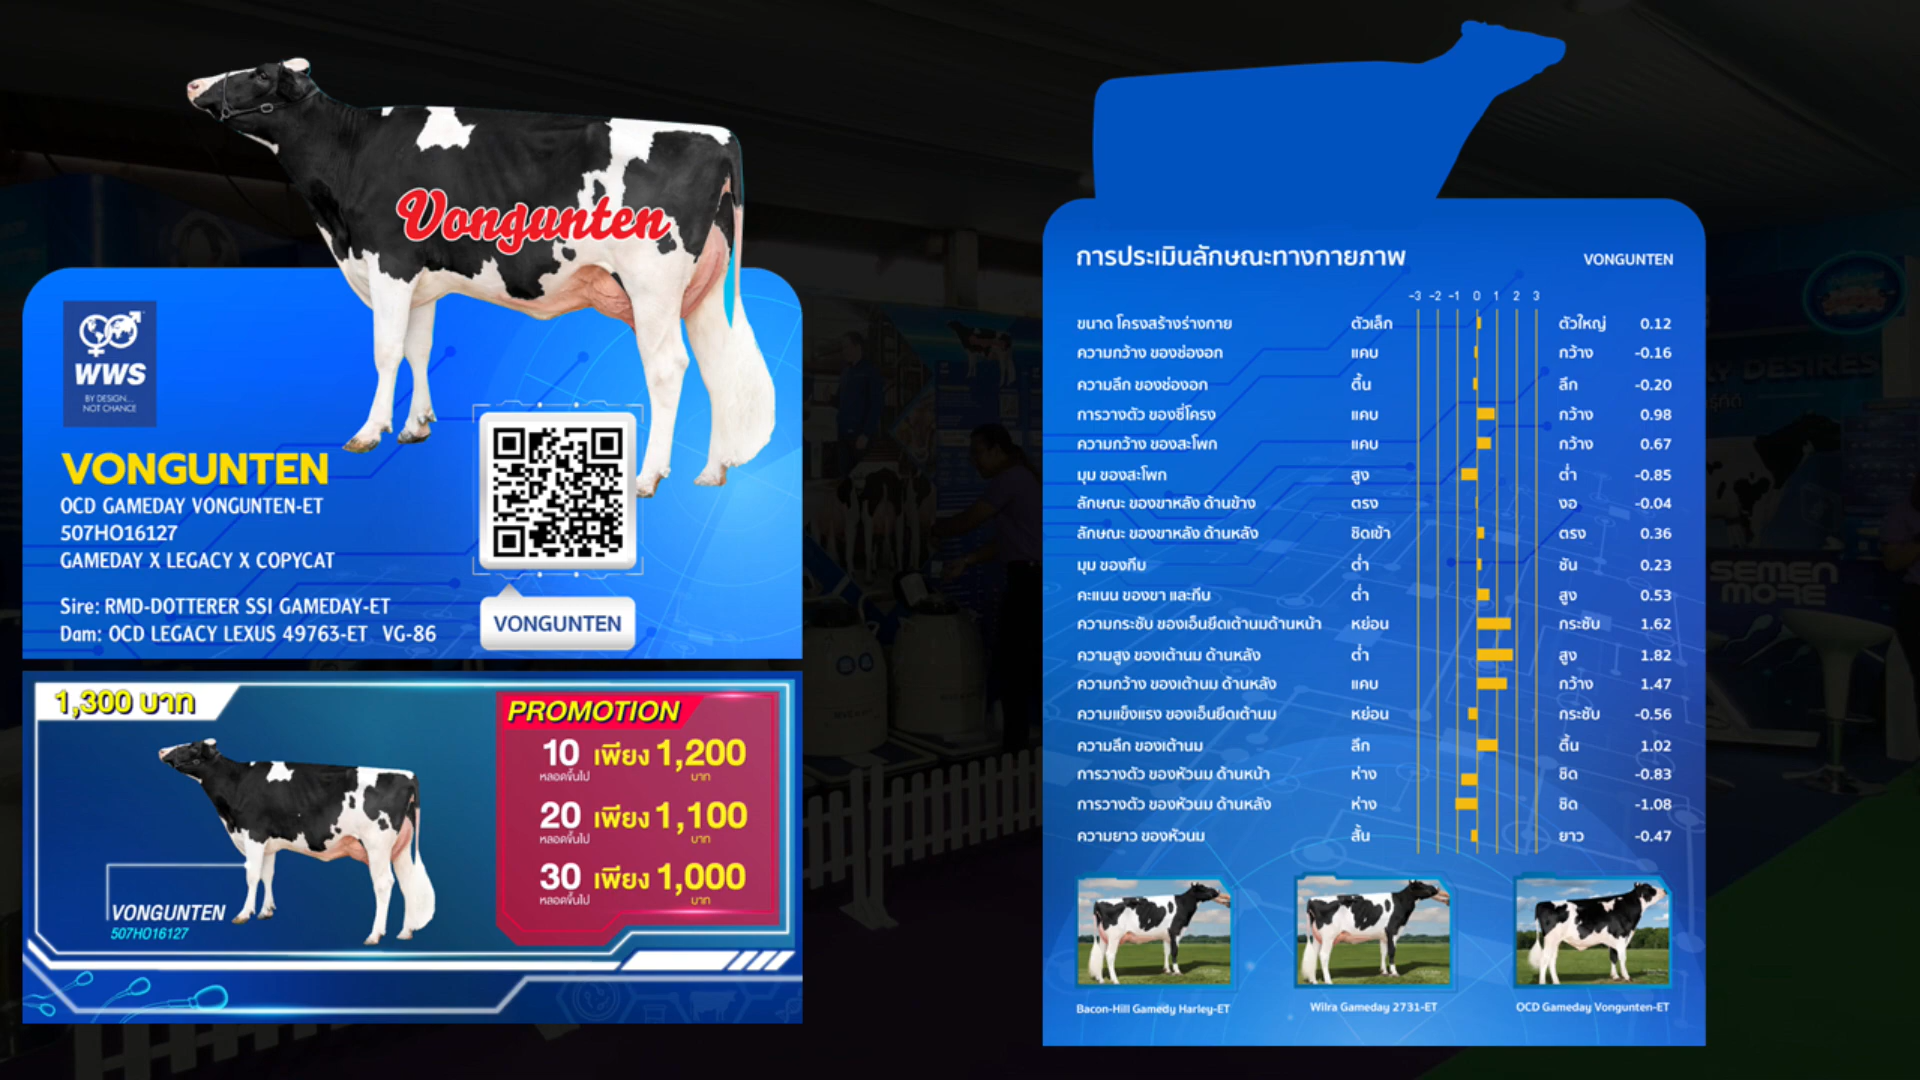 Vongunten
WWS
BY DESIGN...
NOT CHANCE
VONGUNTEN
OCD GAMEDAY VONGUNTEN-ET
507HO16127
GAMEDAY X LEGACY X COPYCAT
Sire: RMD-DOTTERER SSI GAMEDAY-ET
Dam: OCD LEGACY LEXUS 49763-ET VG-86
VONGUNTEN
1,300 บาท
PROMOTION
10 เพียง 1,200
หลอดขึ้นไป บาท
20 เพียง 1,100
หลอดขึ้นไป บาท
30 เพียง 1,000
หลอดขึ้นไป บาท
VONGUNTEN
507HO16127
การประเมินลักษณะทางกายภาพ VONGUNTEN
-3 -2 -1 0 1 2 3
ขนาด โครงสร้างร่างกาย ตัวเล็ก ตัวใหญ่ 0.12
ความกว้าง ของช่องอก แคบ กว้าง -0.16
ความลึก ของช่องอก ตื้น ลึก -0.20
การวางตัว ของซี่โครง แคบ กว้าง 0.98
ความกว้าง ของสะโพก แคบ กว้าง 0.67
มุม ของสะโพก สูง ต่ำ -0.85
ลักษณะ ของขาหลัง ด้านข้าง ตรง งอ -0.04
ลักษณะ ของขาหลัง ด้านหลัง ชิดเข้า ตรง 0.36
มุม ของกีบ ต่ำ ชัน 0.23
คะแนน ของขา และกีบ ต่ำ สูง 0.53
ความกระชับ ของเอ็นยึดเต้านมด้านหน้า หย่อน กระชับ 1.62
ความสูง ของเต้านม ด้านหลัง ต่ำ สูง 1.82
ความกว้าง ของเต้านม ด้านหลัง แคบ กว้าง 1.47
ความแข็งแรง ของเอ็นยึดเต้านม หย่อน กระชับ -0.56
ความลึก ของเต้านม ลึก ตื้น 1.02
การวางตัว ของหัวนม ด้านหน้า ห่าง ชิด -0.83
การวางตัว ของหัวนม ด้านหลัง ห่าง ชิด -1.08
ความยาว ของหัวนม สั้น ยาว -0.47
Bacon-Hill Gamedy Harley-ET
Wilra Gameday 2731-ET
OCD Gameday Vongunten-ET
SEMEN
MORE